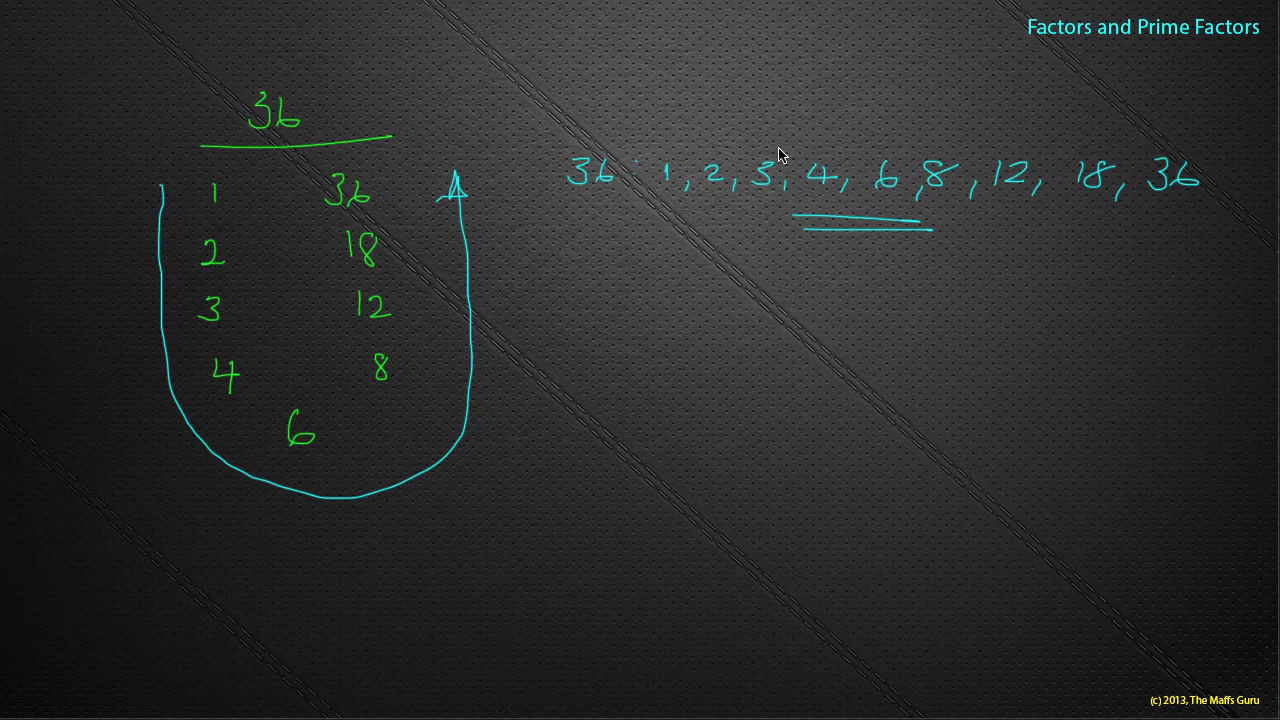 Factors and Prime Factors
36
1 36
2 18
3 12
4 8
6
36: 1, 2, 3, 4, 6, 8, 12, 18, 36
(c) 2013, The Maffs Guru